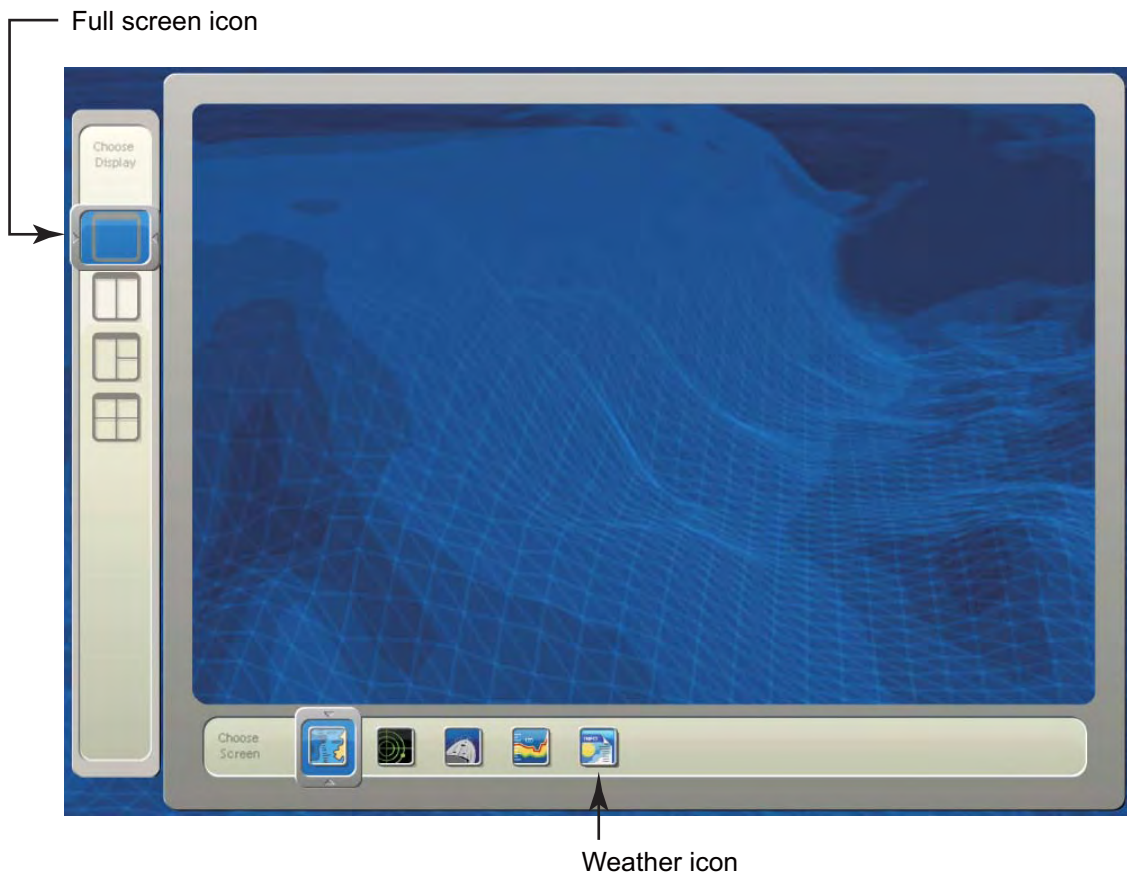 Full screen icon
Choose
Display
Choose
Screen
Weather icon